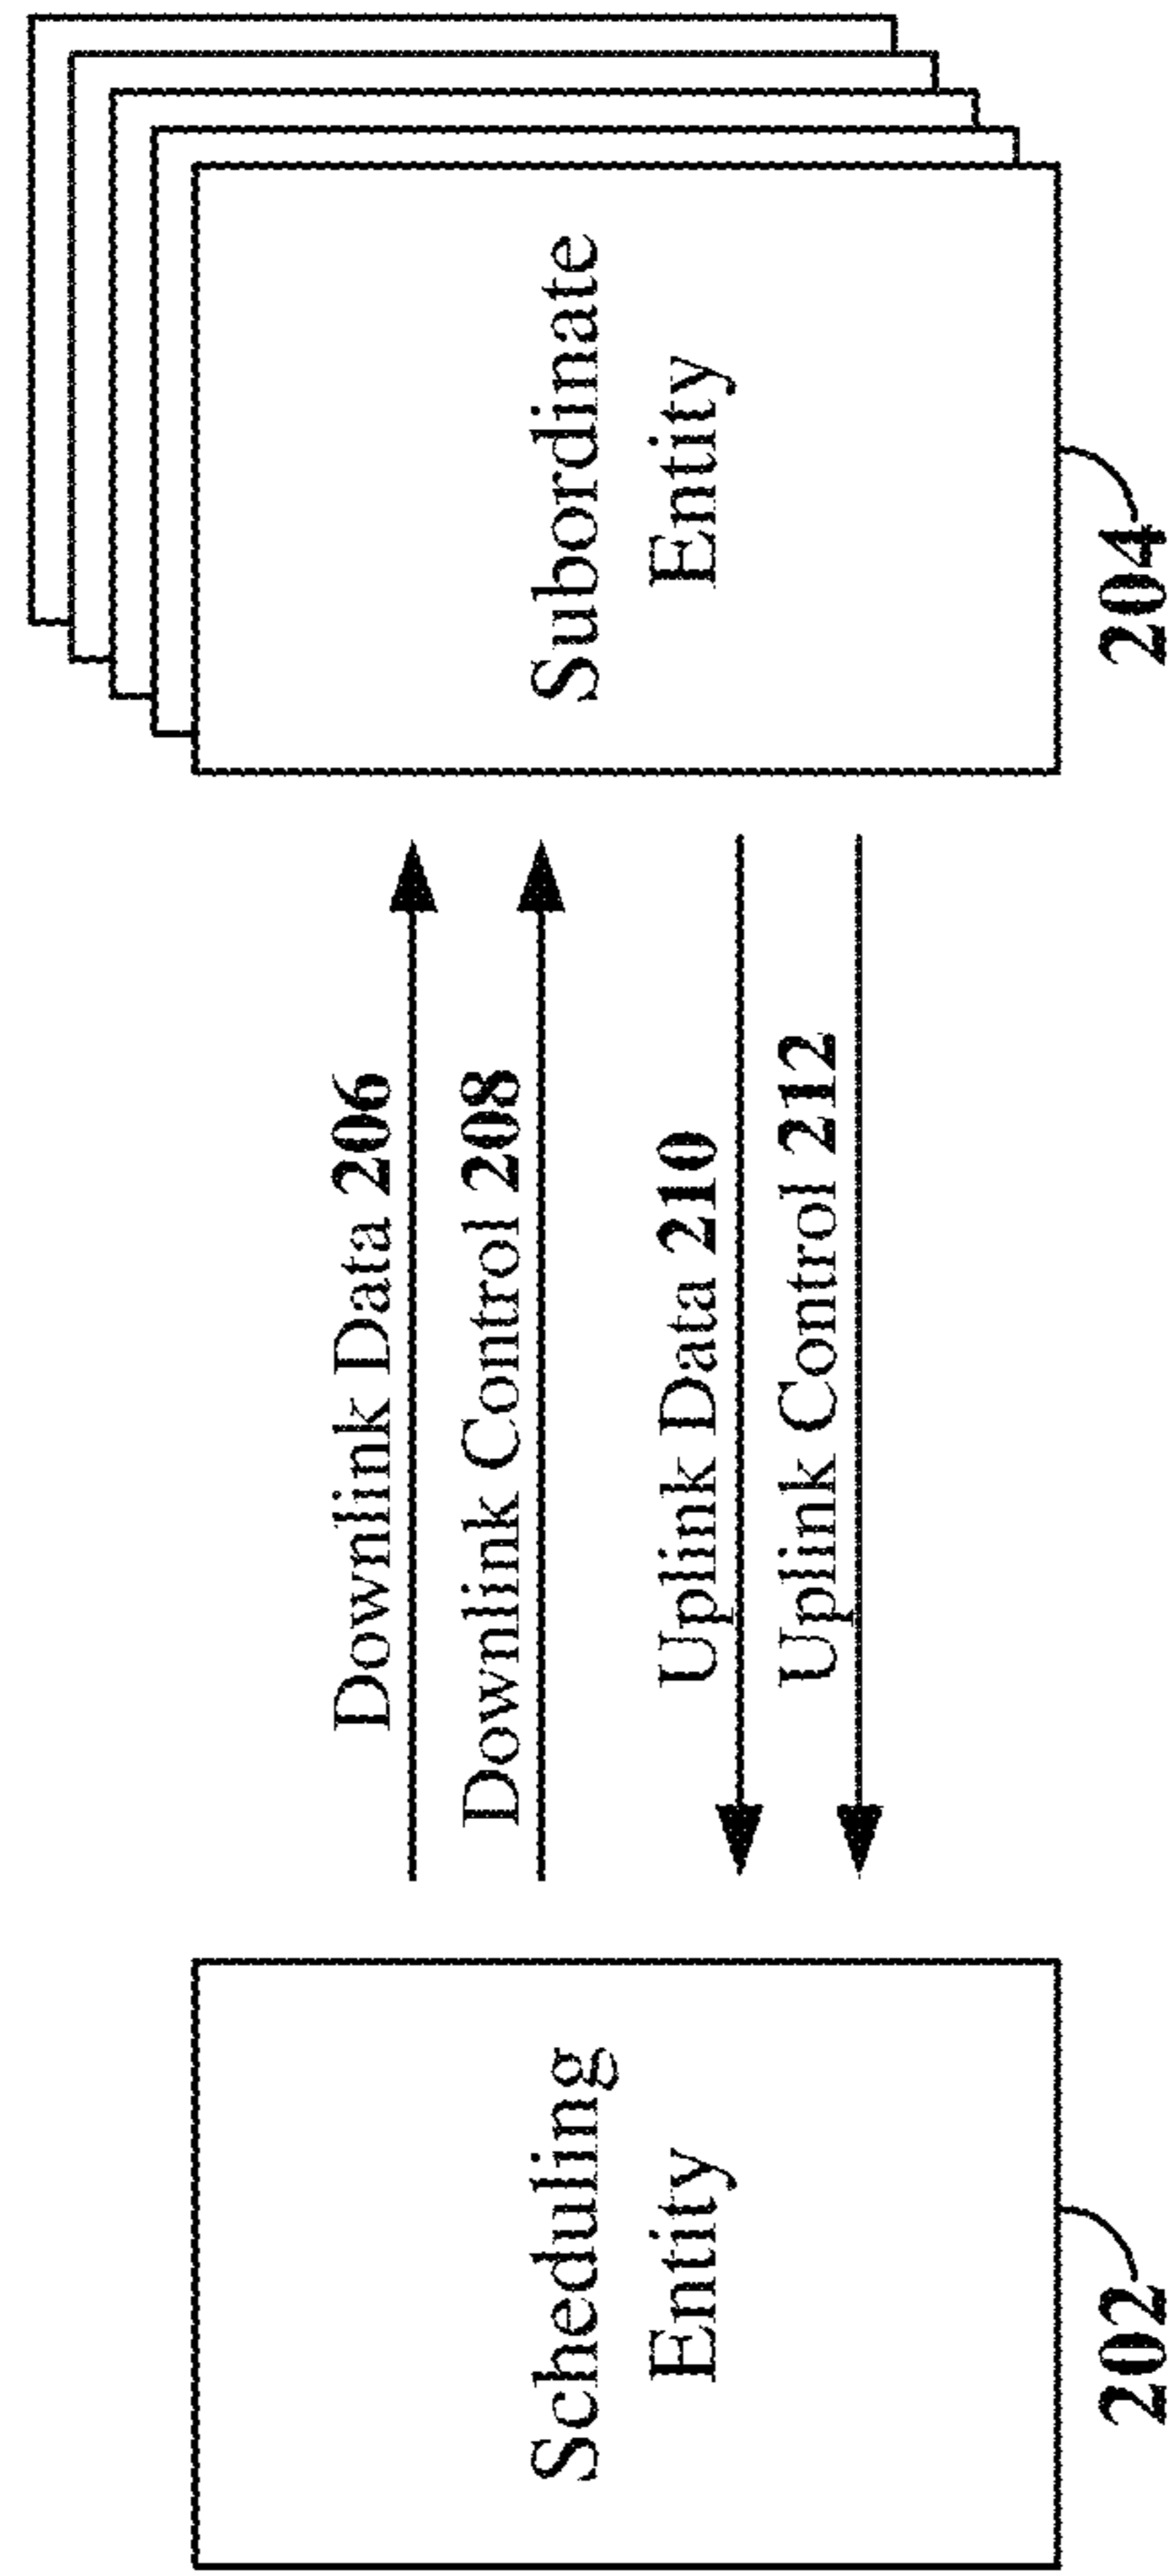 Scheduling
Entity
202
Downlink Data 206
Downlink Control 208
Uplink Data 210
Uplink Control 212
Subordinate
Entity
204